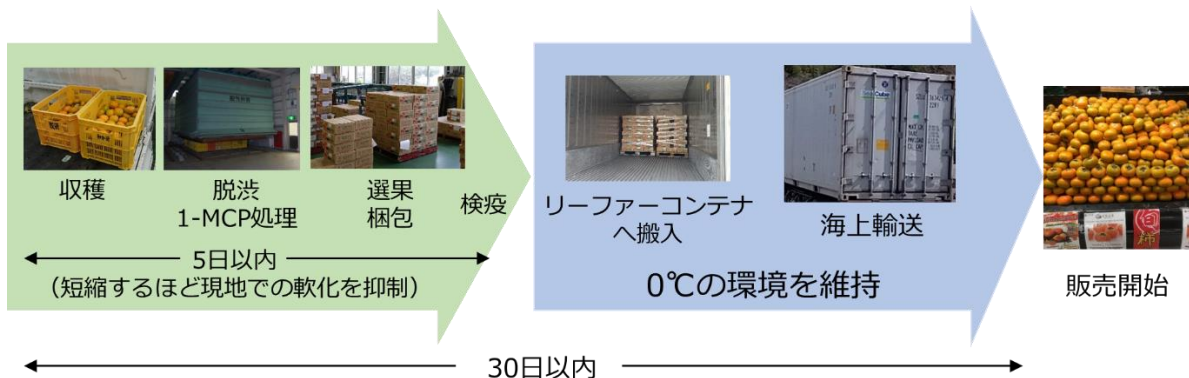 収穫
脱渋
1-MCP処理
選果
梱包
検疫
5日以内
（短縮するほど現地での軟化を抑制）
リーファーコンテナ
へ搬入
海上輸送
0℃の環境を維持
販売開始
30日以内